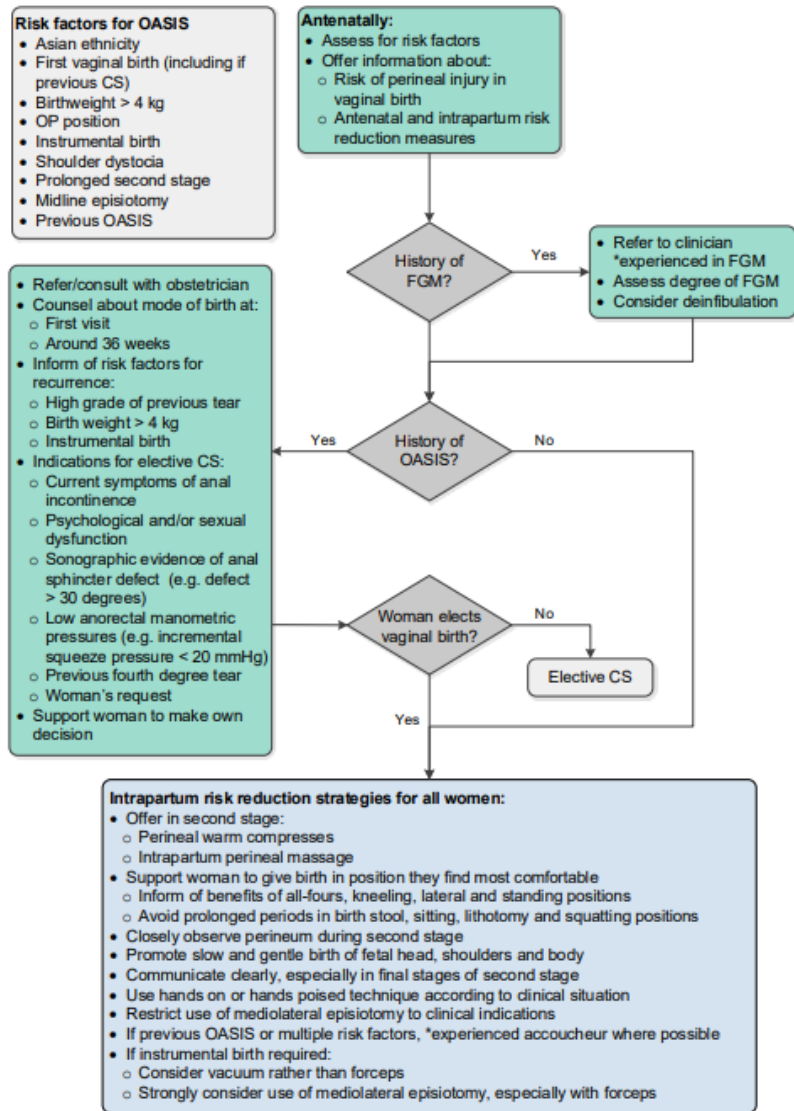 Risk factors for OASIS
• Asian ethnicity
• First vaginal birth (including if
previous CS)
• Birthweight > 4 kg
• OP position
• Instrumental birth
• Shoulder dystocia
• Prolonged second stage
• Midline episiotomy
• Previous OASIS
Antenatally:
• Assess for risk factors
• Offer information about:
o Risk of perineal injury in
vaginal birth
o Antenatal and intrapartum risk
reduction measures
History of
FGM?
Yes
• Refer to clinician
*experienced in FGM
• Assess degree of FGM
• Consider deinfibulation
• Refer/consult with obstetrician
• Counsel about mode of birth at:
o First visit
o Around 36 weeks
• Inform of risk factors for
recurrence:
o High grade of previous tear
o Birth weight > 4 kg
o Instrumental birth
• Indications for elective CS:
o Current symptoms of anal
incontinence
o Psychological and/or sexual
dysfunction
o Sonographic evidence of anal
sphincter defect (e.g. defect
> 30 degrees)
o Low anorectal manometric
pressures (e.g. incremental
squeeze pressure < 20 mmHg)
o Previous fourth degree tear
o Woman's request
• Support woman to make own
decision
Yes
History of
OASIS?
No
Woman elects
vaginal birth?
No
Elective CS
Yes
Intrapartum risk reduction strategies for all women:
• Offer in second stage:
o Perineal warm compresses
o Intrapartum perineal massage
• Support woman to give birth in position they find most comfortable
o Inform of benefits of all-fours, kneeling, lateral and standing positions
o Avoid prolonged periods in birth stool, sitting, lithotomy and squatting positions
• Closely observe perineum during second stage
• Promote slow and gentle birth of fetal head, shoulders and body
• Communicate clearly, especially in final stages of second stage
• Use hands on or hands poised technique according to clinical situation
• Restrict use of mediolateral episiotomy to clinical indications
• If previous OASIS or multiple risk factors, *experienced accoucheur where possible
• If instrumental birth required:
o Consider vacuum rather than forceps
o Strongly consider use of mediolateral episiotomy, especially with forceps